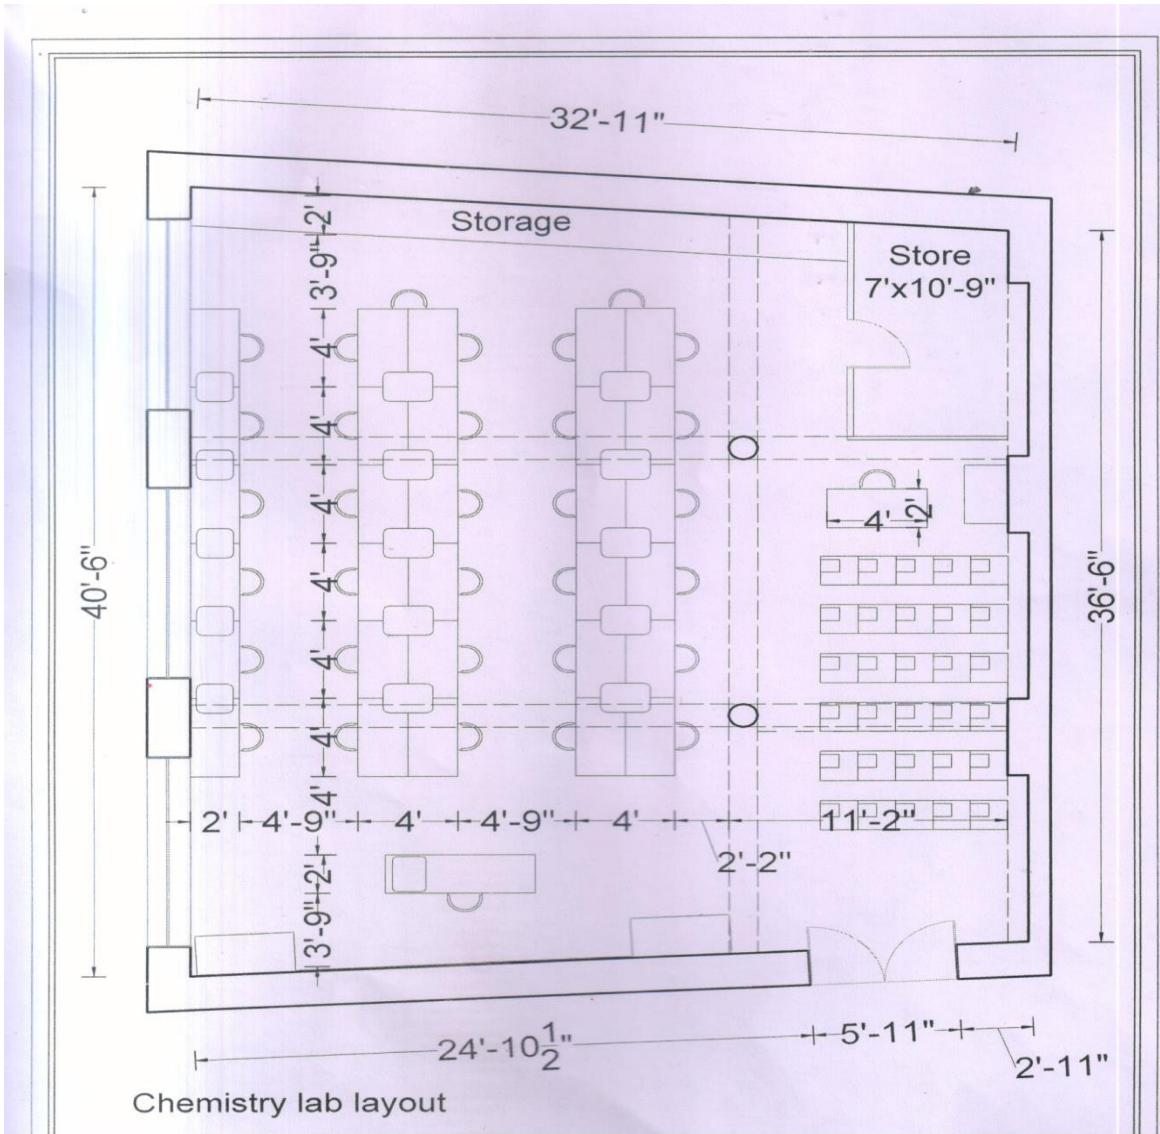 32'-11"
2'
Storage
3'-9"
Store
7'x10'-9"
4'
4'
4'
4' 2'
4'
40'-6"
36'-6"
4'
4'
4'
2' 4'-9" 4' 4'-9" 4' 11'-2"
2'-2"
2'
3'-9"
24'-10 1/2" 5'-11"
2'-11"
Chemistry lab layout